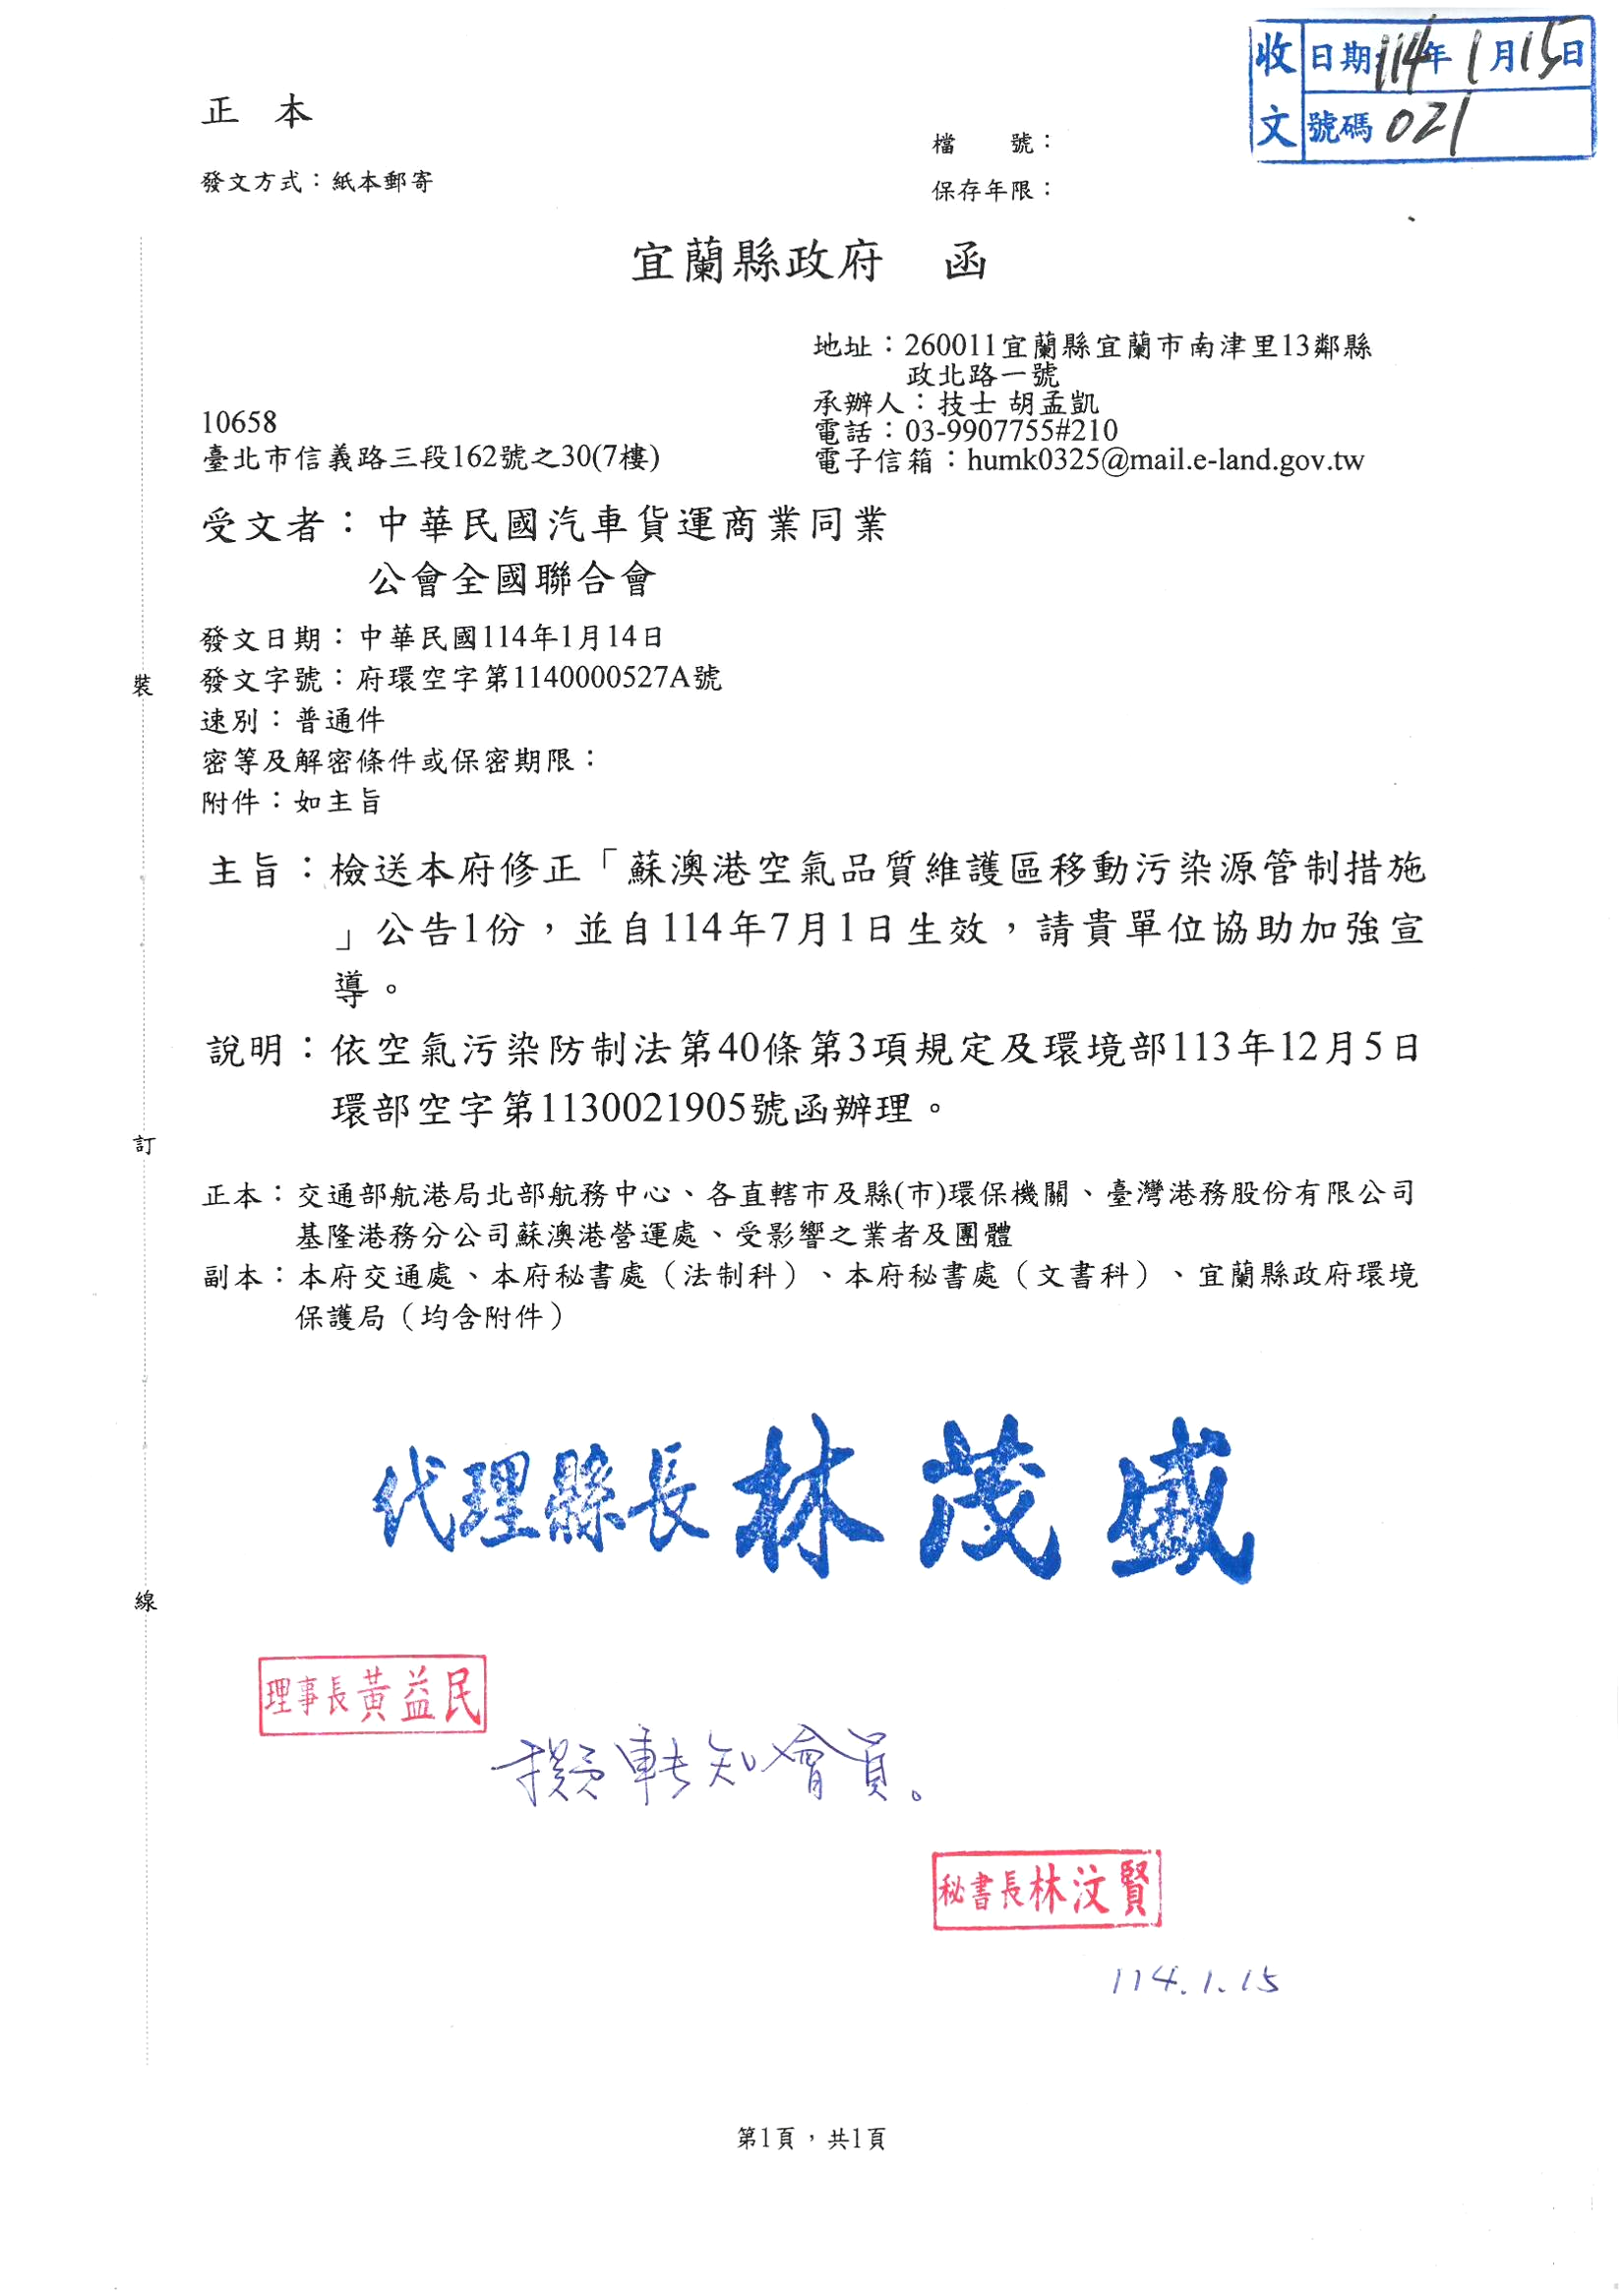 收文 日期 114年1月15日
號碼 021
正本
檔　　號：
發文方式：紙本郵寄
保存年限：
宜蘭縣政府　函
地址：260011宜蘭縣宜蘭市南津里13鄰縣
政北路一號
承辦人：技士 胡孟凱
電話：03-9907755#210
電子信箱：humk0325@mail.e-land.gov.tw
10658
臺北市信義路三段162號之30(7樓)
受文者：中華民國汽車貨運商業同業
公會全國聯合會
發文日期：中華民國114年1月14日
發文字號：府環空字第1140000527A號
速別：普通件
密等及解密條件或保密期限：
附件：如主旨
主旨：檢送本府修正「蘇澳港空氣品質維護區移動污染源管制措施
」公告1份，並自114年7月1日生效，請貴單位協助加強宣
導。
說明：依空氣污染防制法第40條第3項規定及環境部113年12月5日
環部空字第1130021905號函辦理。
正本：交通部航港局北部航務中心、各直轄市及縣(市)環保機關、臺灣港務股份有限公司
基隆港務分公司蘇澳港營運處、受影響之業者及團體
副本：本府交通處、本府秘書處（法制科）、本府秘書處（文書科）、宜蘭縣政府環境
保護局（均含附件）
裝
訂
線
代理縣長 林茂盛
理事長黃益民
擬轉知會員。
秘書長林汶賢
114.1.15
第1頁，共1頁